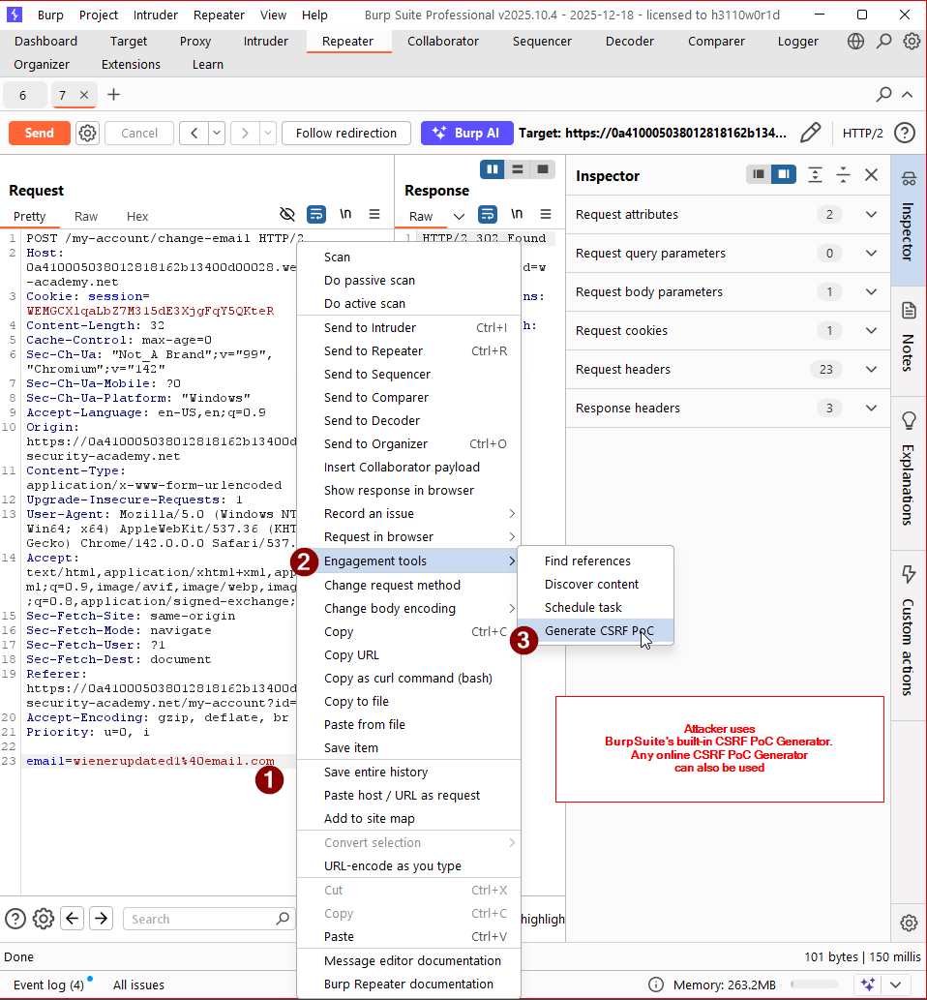 Burp Project Intruder Repeater View Help Burp Suite Professional v2025.10.4 - 2025-12-18 - licensed to h3110w0r1d
Dashboard Target Proxy Intruder Repeater Collaborator Sequencer Decoder Comparer Logger
Organizer Extensions Learn
6 7
Send Cancel Follow redirection Burp AI Target: https://0a410005038012818162b134... HTTP/2
Request
Pretty Raw Hex \n
1 POST /my-account/change-email HTTP/2
2 Host:
0a410005038012818162b13400d00028.we
-academy.net
3 Cookie: session=
WEMGCXlqaLbZ7M315dE3XjgFqY5QKteR
4 Content-Length: 32
5 Cache-Control: max-age=0
6 Sec-Ch-Ua: "Not_A Brand";v="99",
"Chromium";v="142"
7 Sec-Ch-Ua-Mobile: ?0
8 Sec-Ch-Ua-Platform: "Windows"
9 Accept-Language: en-US,en;q=0.9
10 Origin:
https://0a410005038012818162b13400d
security-academy.net
11 Content-Type:
application/x-www-form-urlencoded
12 Upgrade-Insecure-Requests: 1
13 User-Agent: Mozilla/5.0 (Windows NT
Win64; x64) AppleWebKit/537.36 (KHT
Gecko) Chrome/142.0.0.0 Safari/537.
14 Accept:
text/html,application/xhtml+xml,app
ml;q=0.9,image/avif,image/webp,imag
;q=0.8,application/signed-exchange;
15 Sec-Fetch-Site: same-origin
16 Sec-Fetch-Mode: navigate
17 Sec-Fetch-User: ?1
18 Sec-Fetch-Dest: document
19 Referer:
https://0a410005038012818162b13400d
security-academy.net/my-account?id=
20 Accept-Encoding: gzip, deflate, br
21 Priority: u=0, i
22
23 email=wienerupdated1%40email.com
1
Response
Raw \n
1 HTTP/2 302 Found
d=w
ns:
h:
Scan
Do passive scan
Do active scan
Send to Intruder Ctrl+I
Send to Repeater Ctrl+R
Send to Sequencer
Send to Comparer
Send to Decoder
Send to Organizer Ctrl+O
Insert Collaborator payload
Show response in browser
Record an issue
Request in browser
2 Engagement tools
Change request method
Change body encoding
Copy Ctrl+C
Copy URL
Copy as curl command (bash)
Copy to file
Paste from file
Save item
Save entire history
Paste host / URL as request
Add to site map
Convert selection
URL-encode as you type
Cut Ctrl+X
Copy Ctrl+C
Paste Ctrl+V
Message editor documentation
Burp Repeater documentation
Find references
Discover content
Schedule task
3 Generate CSRF PoC
Inspector
Request attributes 2
Request query parameters 0
Request body parameters 1
Request cookies 1
Request headers 23
Response headers 3
Attacker uses
BurpSuite's built-in CSRF PoC Generator.
Any online CSRF PoC Generator
can also be used
Inspector
Notes
Explanations
Custom actions
Search
highligh
Done 101 bytes | 150 millis
Event log (4) All issues Memory: 263.2MB